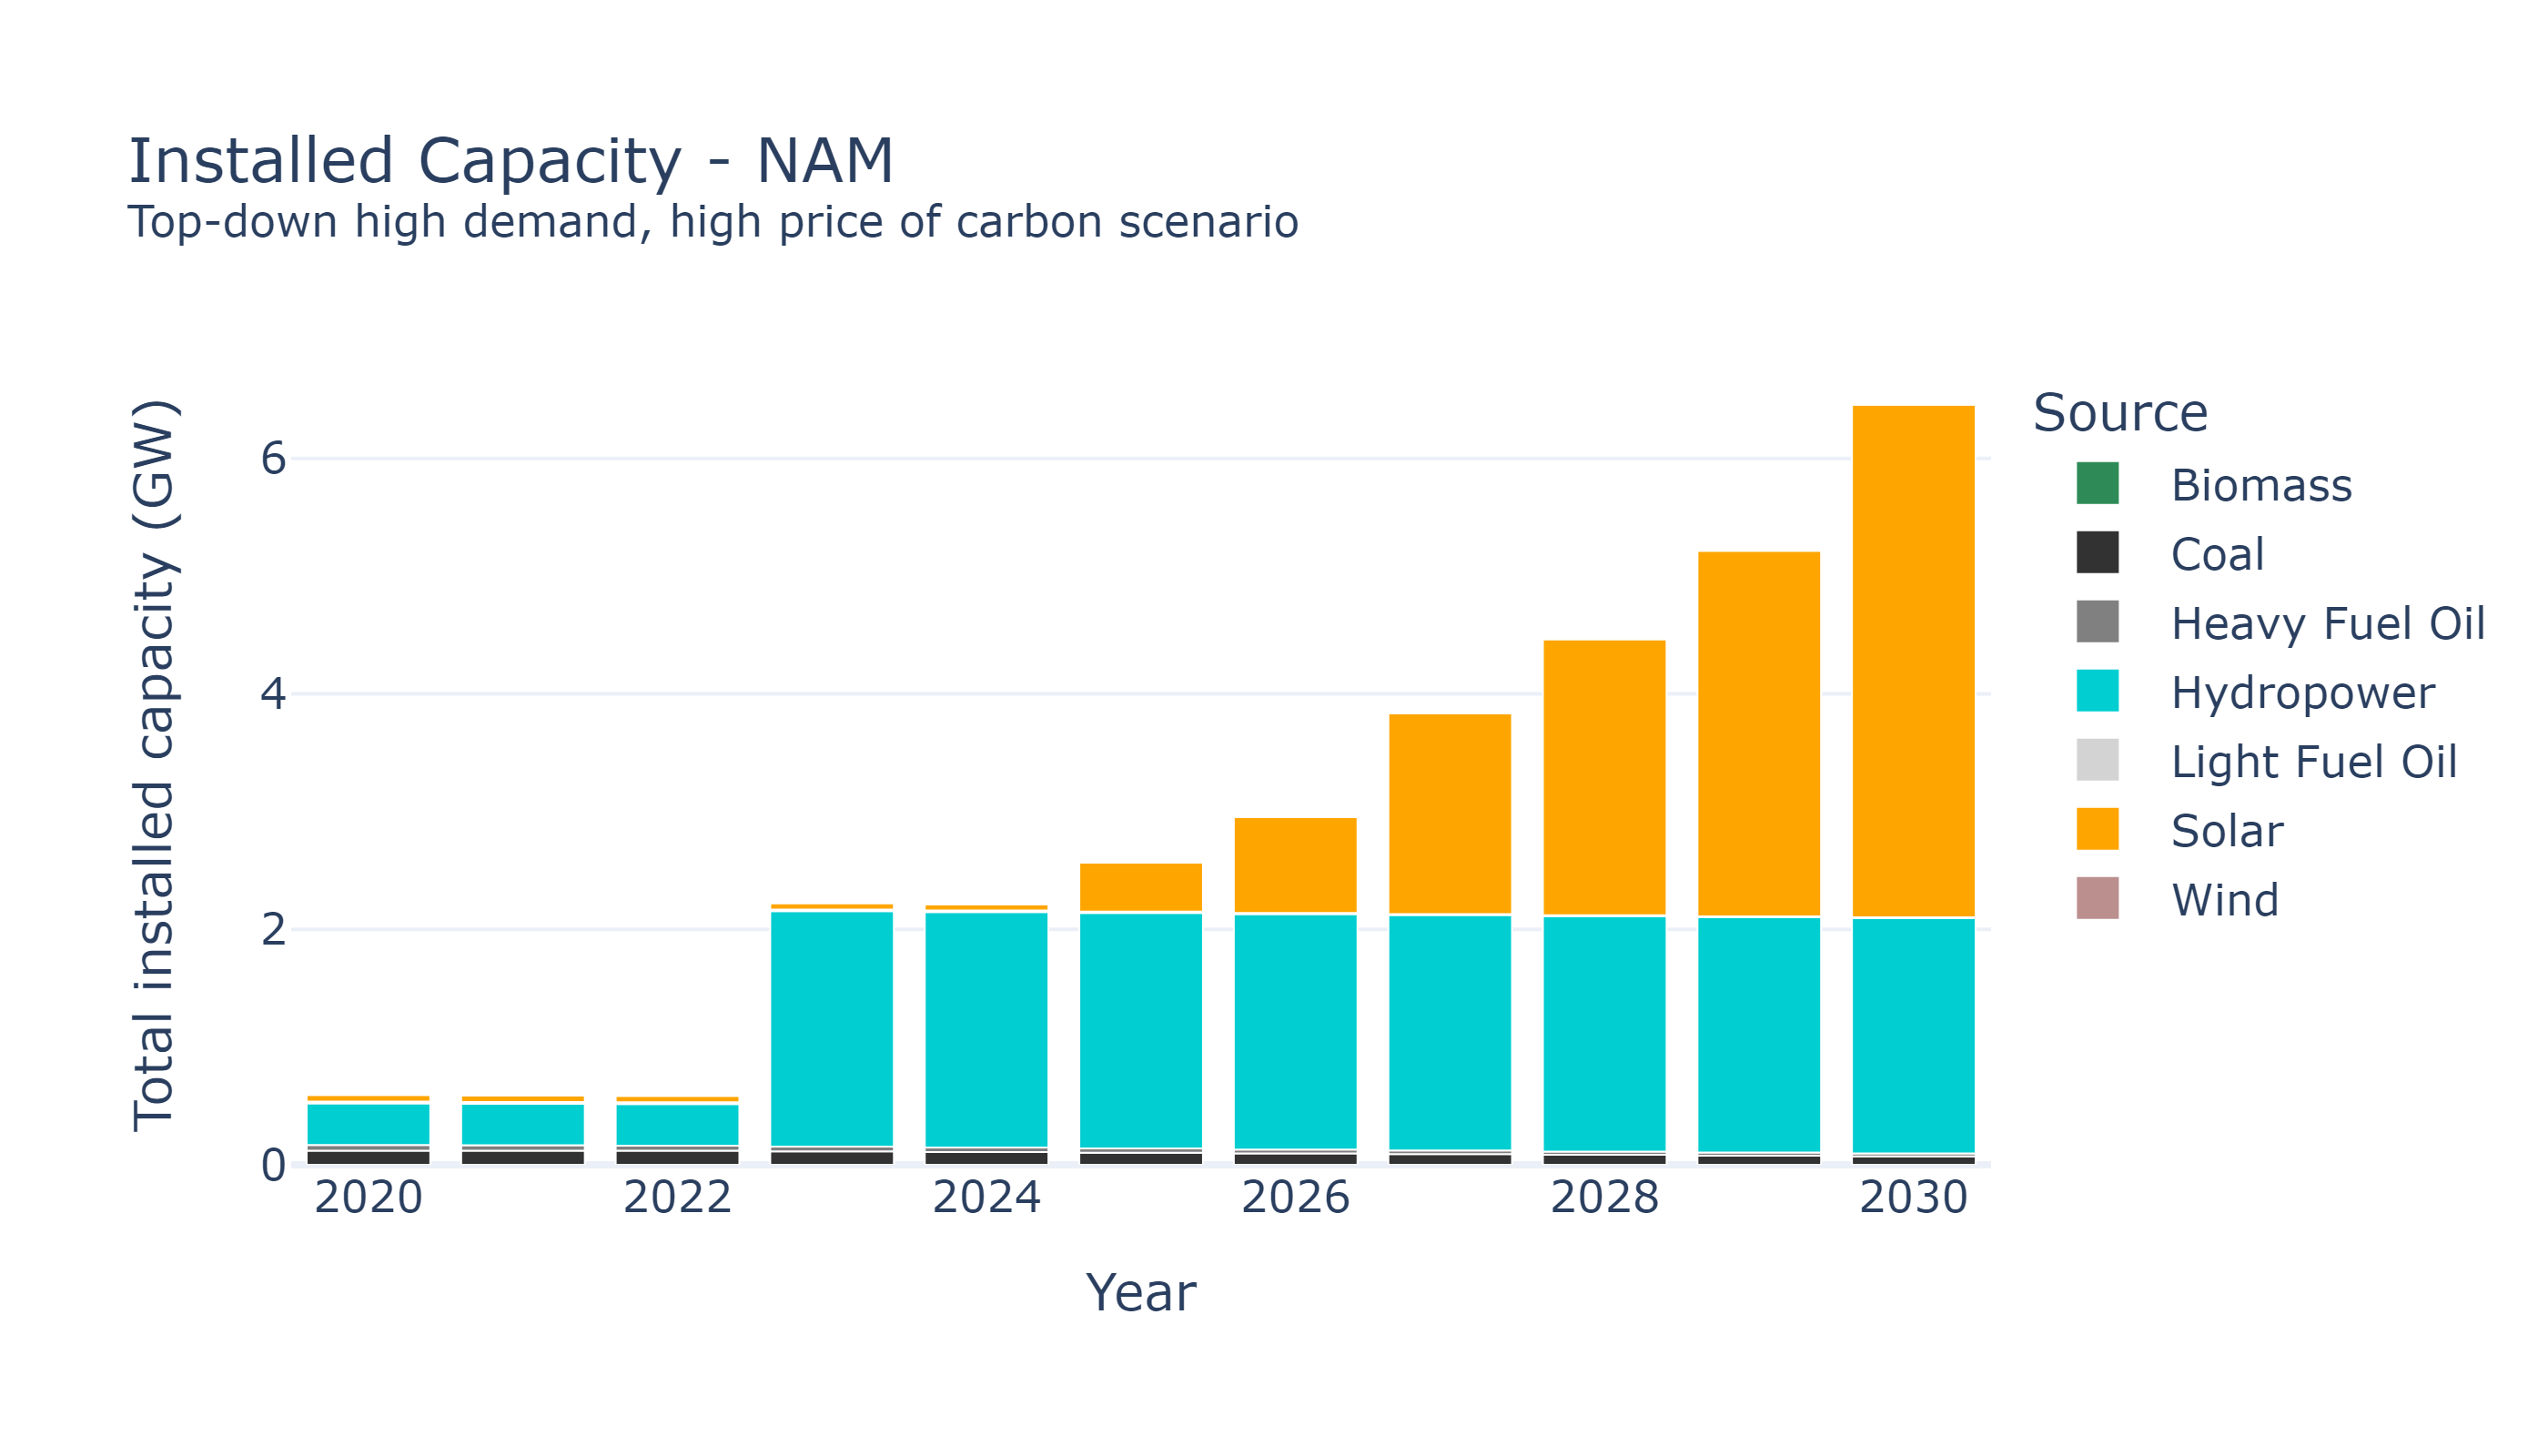 Installed Capacity - NAM
Top-down high demand, high price of carbon scenario
Total installed capacity (GW)
6
4
2
0
2020 2022 2024 2026 2028 2030
Year
Source
Biomass
Coal
Heavy Fuel Oil
Hydropower
Light Fuel Oil
Solar
Wind